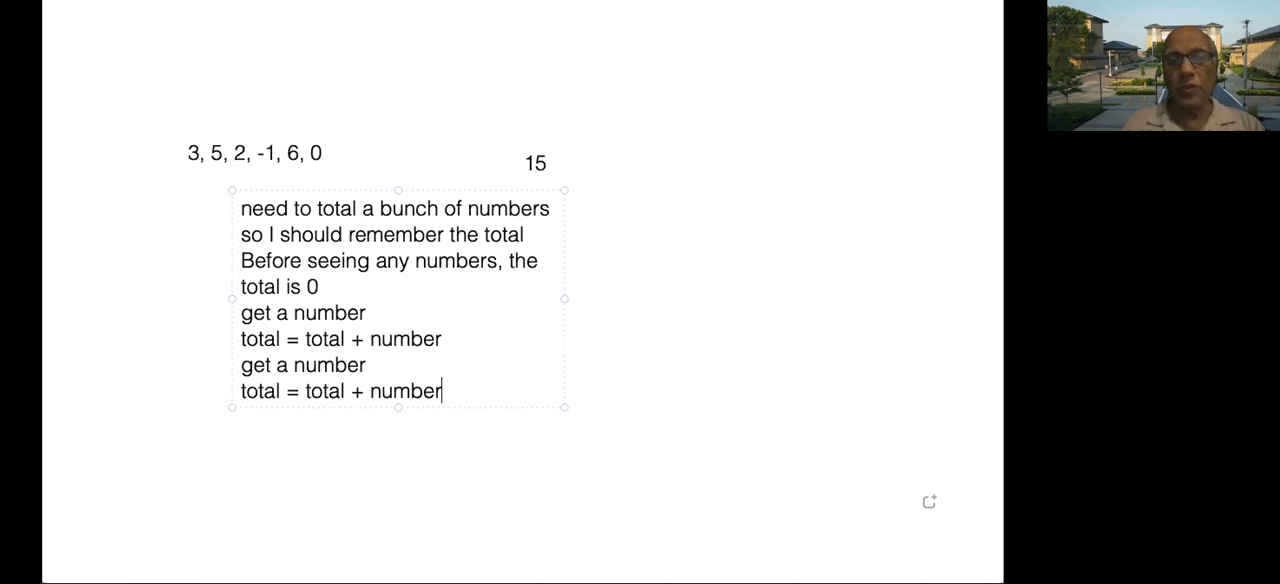 3, 5, 2, -1, 6, 0
15
need to total a bunch of numbers
so I should remember the total
Before seeing any numbers, the
total is 0
get a number
total = total + number
get a number
total = total + number